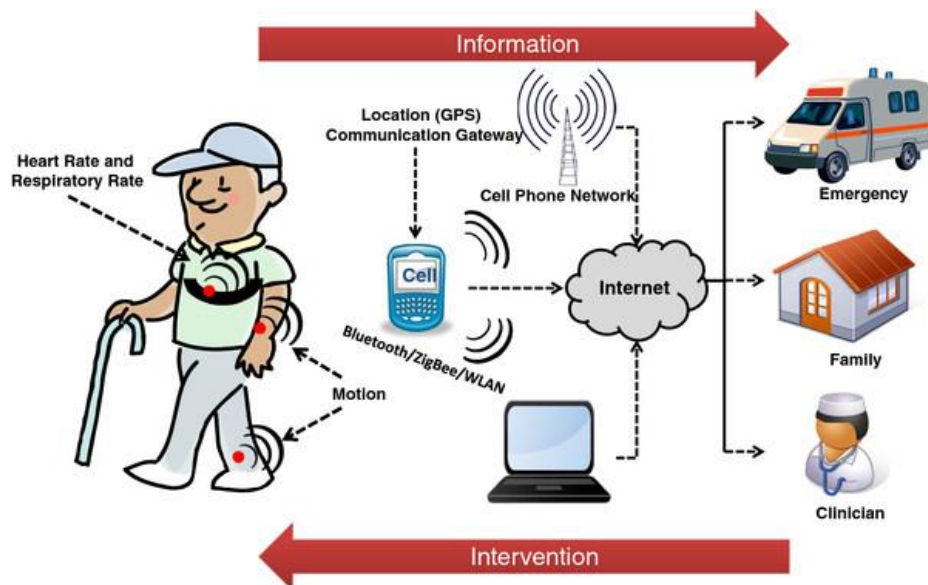 Information
Location (GPS)
Communication Gateway
Heart Rate and
Respiratory Rate
Cell Phone Network
Emergency
Cell
Internet
Bluetooth/ZigBee/WLAN
Family
Motion
Clinician
Intervention